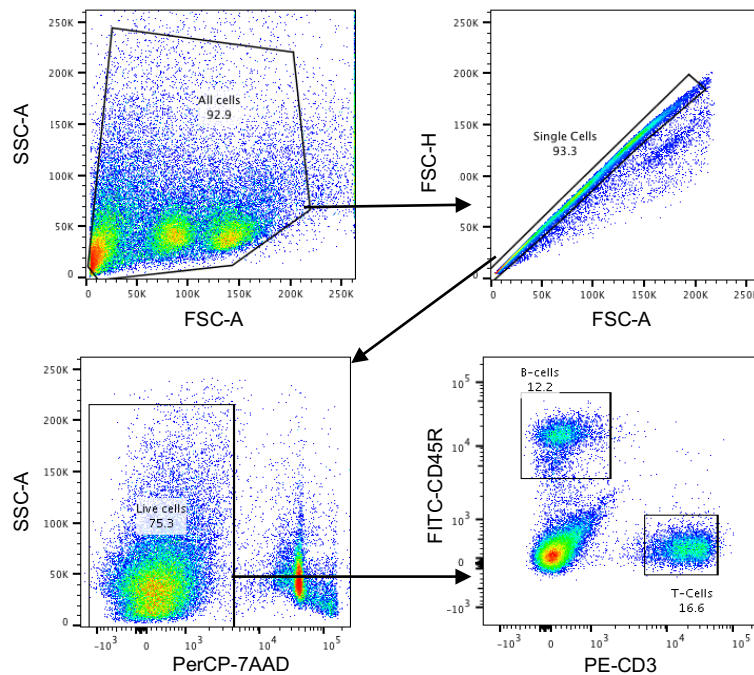 SSC-A
250K
200K
150K
100K
50K
0
All cells
92.9
0
50K
100K
150K
200K
250K
FSC-A
FSC-H
250K
200K
150K
100K
50K
0
Single Cells
93.3
50K
100K
150K
200K
250K
FSC-A
SSC-A
250K
200K
150K
100K
50K
0
Live cells
75.3
-10³
0
10³
10⁴
10⁵
PerCP-7AAD
FITC-CD45R
10⁵
10⁴
10³
0
-10³
B-cells
12.2
T-Cells
16.6
-10³
0
10³
10⁴
10⁵
PE-CD3